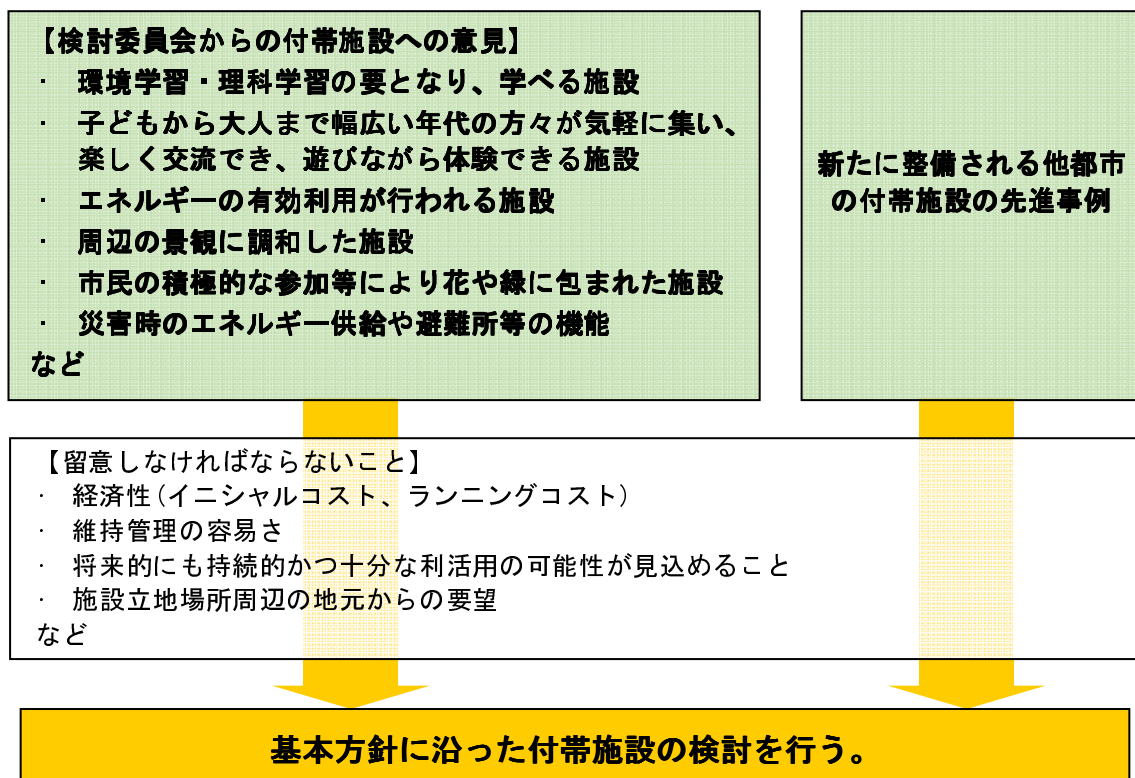 【検討委員会からの付帯施設への意見】
· 環境学習・理科学習の要となり、学べる施設
· 子どもから大人まで幅広い年代の方々が気軽に集い、
楽しく交流でき、遊びながら体験できる施設
· エネルギーの有効利用が行われる施設
· 周辺の景観に調和した施設
· 市民の積極的な参加等により花や緑に包まれた施設
· 災害時のエネルギー供給や避難所等の機能
など
新たに整備される他都市
の付帯施設の先進事例
【留意しなければならないこと】
· 経済性(イニシャルコスト、ランニングコスト)
· 維持管理の容易さ
· 将来的にも持続的かつ十分な利活用の可能性が見込めること
· 施設立地場所周辺の地元からの要望
など
基本方針に沿った付帯施設の検討を行う。